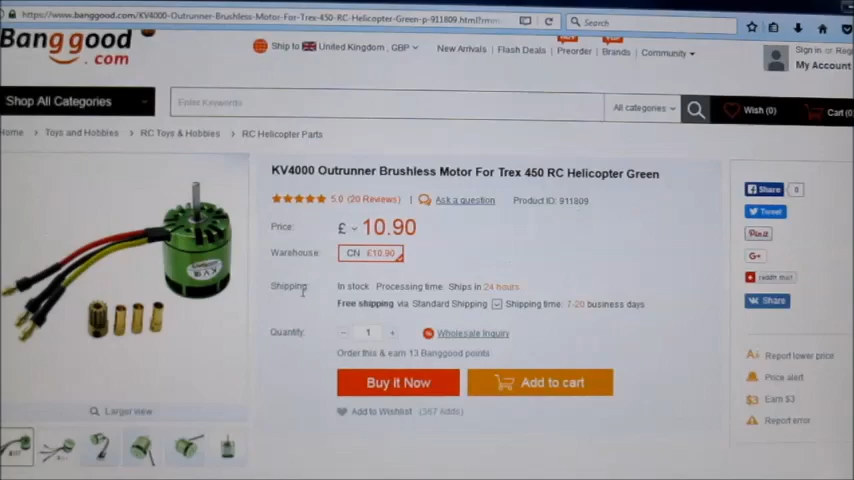 https://www.banggood.com/KV4000-Outrunner-Brushless-Motor-For-Trex-450-RC-Helicopter-Green-p-911809.html?rmm
Search
Banggood
.com
Ship to United Kingdom, GBP
New Arrivals
Flash Deals
Preorder
Brands
Community
Sign in or Regi
My Account
Shop All Categories
Enter Keywords
All categories
Wish (0)
Cart (0
Home > Toys and Hobbies > RC Toys & Hobbies > RC Helicopter Parts
KV4000 Outrunner Brushless Motor For Trex 450 RC Helicopter Green
5.0 (20 Reviews) | Ask a question Product ID: 911809
Price: £ 10.90
Warehouse: CN £10.90
Shipping: In stock Processing time: Ships in 24 hours.
Free shipping via Standard Shipping Shipping time: 7-20 business days
Quantity: - 1 + Wholesale Inquiry
Order this & earn 13 Banggood points
Buy it Now
Add to cart
Add to Wishlist (367 Adds)
Larger view
Share 0
Tweet
Pin it
G+
reddit this!
Share
Report lower price
Price alert
Earn $3
Report error